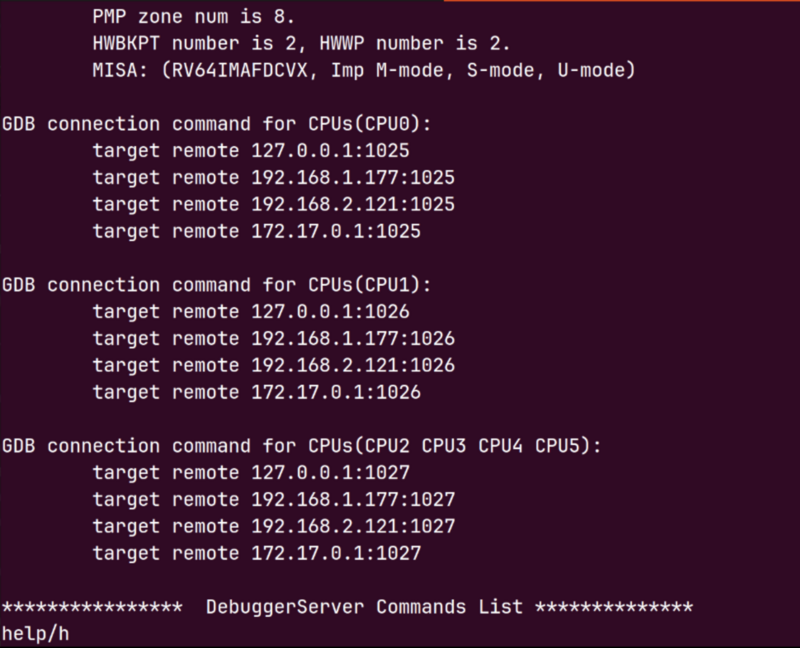 PMP zone num is 8.
HWBKPT number is 2, HWWP number is 2.
MISA: (RV64IMAFDCVX, Imp M-mode, S-mode, U-mode)
GDB connection command for CPUs(CPU0):
target remote 127.0.0.1:1025
target remote 192.168.1.177:1025
target remote 192.168.2.121:1025
target remote 172.17.0.1:1025
GDB connection command for CPUs(CPU1):
target remote 127.0.0.1:1026
target remote 192.168.1.177:1026
target remote 192.168.2.121:1026
target remote 172.17.0.1:1026
GDB connection command for CPUs(CPU2 CPU3 CPU4 CPU5):
target remote 127.0.0.1:1027
target remote 192.168.1.177:1027
target remote 192.168.2.121:1027
target remote 172.17.0.1:1027
**************** DebuggerServer Commands List **************
help/h